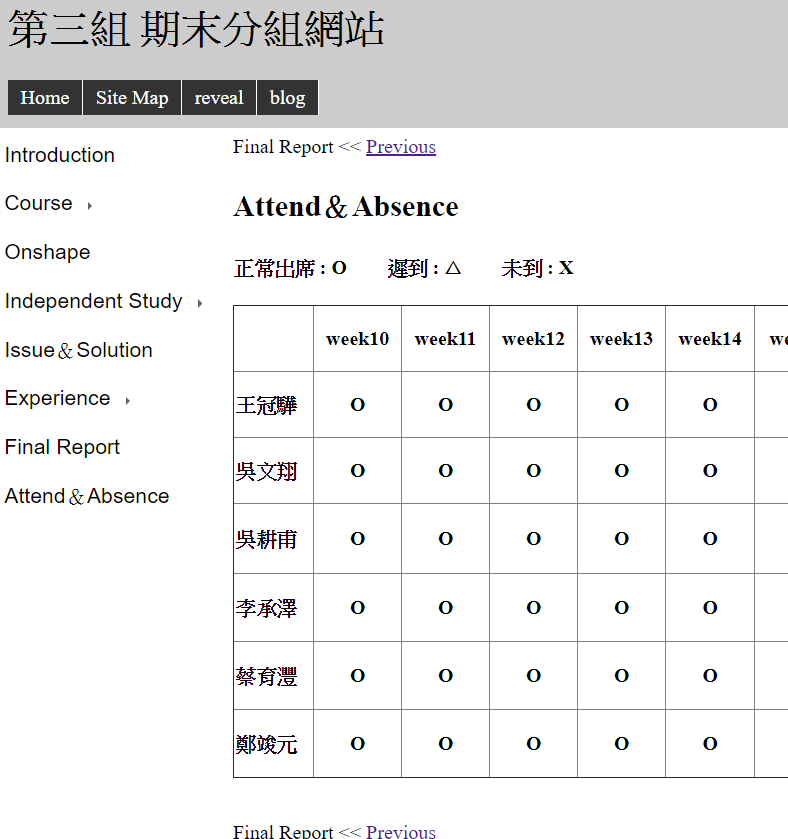 第三組 期末分組網站
Home Site Map reveal blog
Introduction
Course
Onshape
Independent Study
Issue＆Solution
Experience
Final Report
Attend＆Absence
Final Report << Previous
Attend＆Absence
正常出席 : O 遲到 : △ 未到 : X
week10 week11 week12 week13 week14 we
王冠驊 O O O O O
吳文翔 O O O O O
吳耕甫 O O O O O
李承澤 O O O O O
蔡育灃 O O O O O
鄭竣元 O O O O O
Final Report << Previous